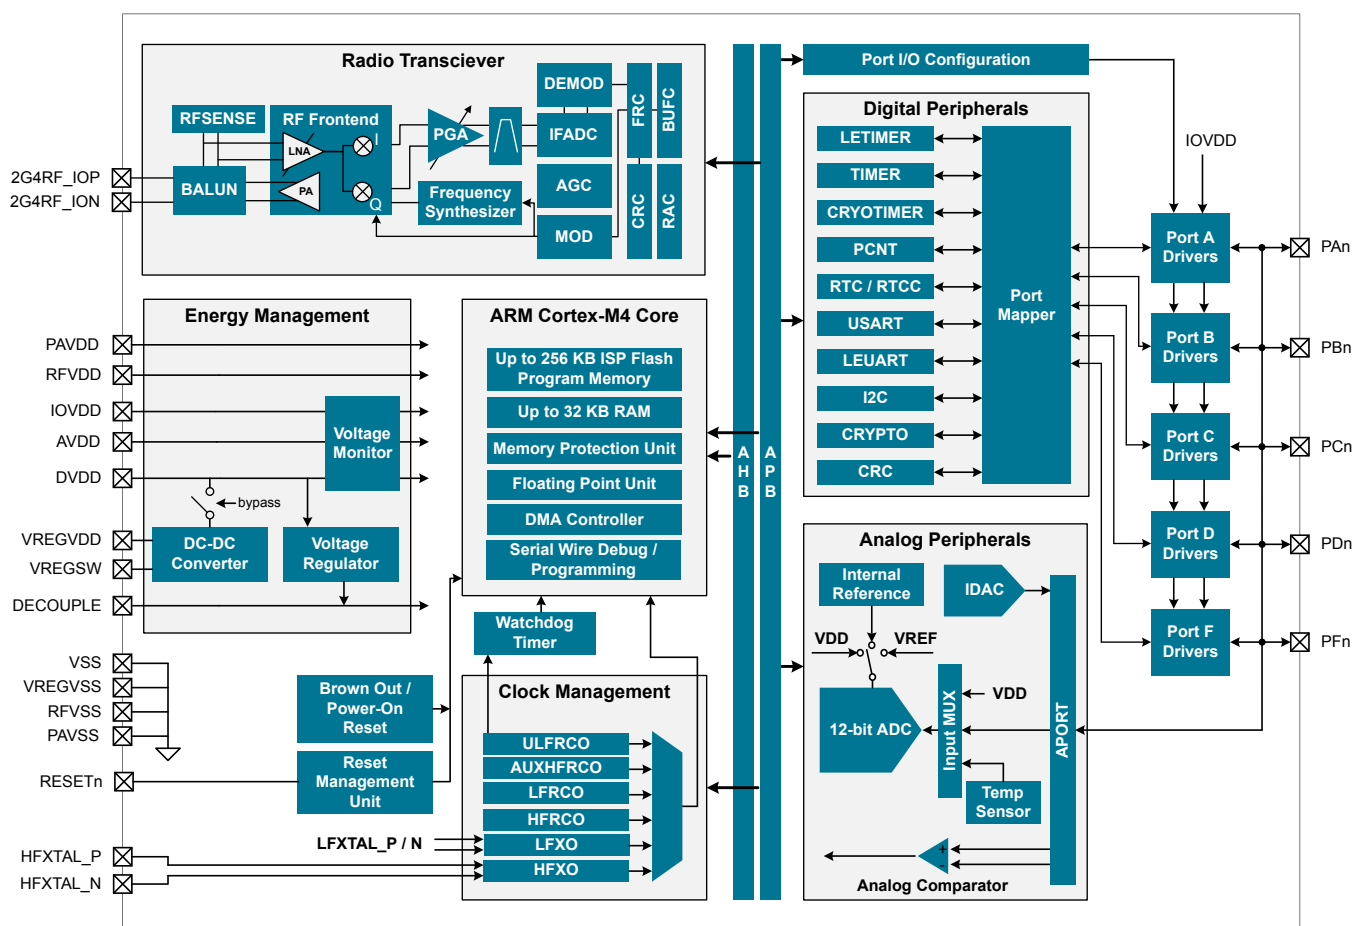 Radio Transciever
RFSENSE
RF Frontend
I
LNA
PA
Q
BALUN
PGA
Frequency
Synthesizer
DEMOD
IFADC
AGC
MOD
FRC
BUFC
CRC
RAC
2G4RF_IOP
2G4RF_ION
Energy Management
PAVDD
RFVDD
IOVDD
AVDD
DVDD
VREGVDD
VREGSW
DECOUPLE
Voltage
Monitor
bypass
DC-DC
Converter
Voltage
Regulator
VSS
VREGVSS
RFVSS
PAVSS
RESETn
HFXTAL_P
HFXTAL_N
ARM Cortex-M4 Core
Up to 256 KB ISP Flash
Program Memory
Up to 32 KB RAM
Memory Protection Unit
Floating Point Unit
DMA Controller
Serial Wire Debug /
Programming
Watchdog
Timer
Brown Out /
Power-On
Reset
Reset
Management
Unit
Clock Management
ULFRCO
AUXHFRCO
LFRCO
HFRCO
LFXO
HFXO
LFXTAL_P / N
AHB
APB
Port I/O Configuration
Digital Peripherals
LETIMER
TIMER
CRYOTIMER
PCNT
RTC / RTCC
USART
LEUART
I2C
CRYPTO
CRC
Port
Mapper
Analog Peripherals
Internal
Reference
IDAC
VDD
VREF
12-bit ADC
Input MUX
VDD
Temp
Sensor
APORT
+
-
Analog Comparator
IOVDD
Port A
Drivers
Port B
Drivers
Port C
Drivers
Port D
Drivers
Port F
Drivers
PAn
PBn
PCn
PDn
PFn